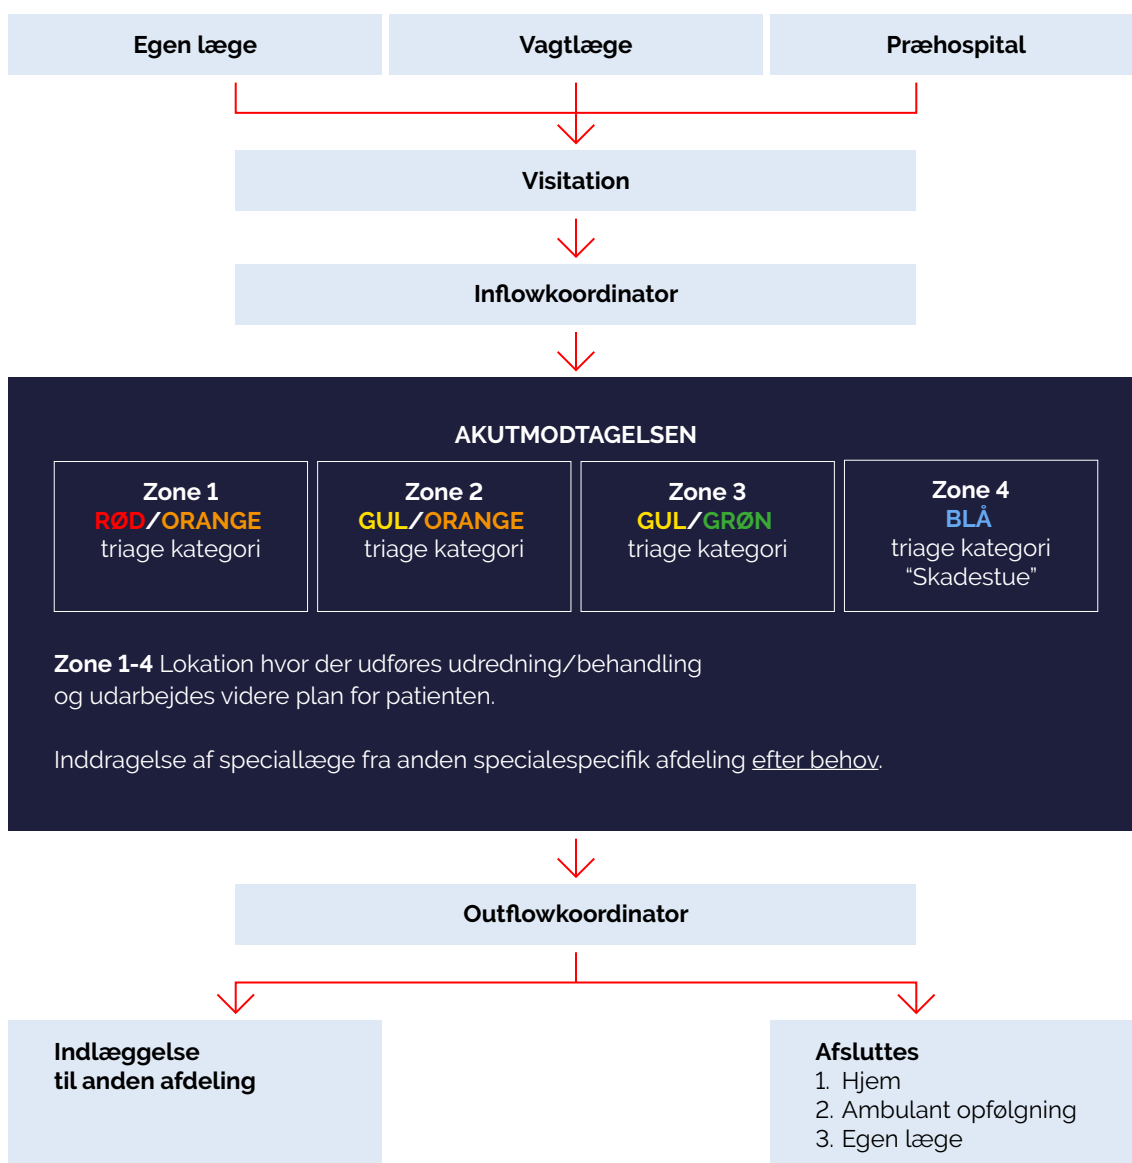 Egen læge
Vagtlæge
Præhospital
Visitation
Inflowkoordinator
AKUTMODTAGELSEN
Zone 1
RØD/ORANGE
triage kategori
Zone 2
GUL/ORANGE
triage kategori
Zone 3
GUL/GRØN
triage kategori
Zone 4
BLÅ
triage kategori
“Skadestue”
Zone 1-4 Lokation hvor der udføres udredning/behandling
og udarbejdes videre plan for patienten.
Inddragelse af speciallæge fra anden specialespecifik afdeling efter behov.
Outflowkoordinator
Indlæggelse
til anden afdeling
Afsluttes
1. Hjem
2. Ambulant opfølgning
3. Egen læge